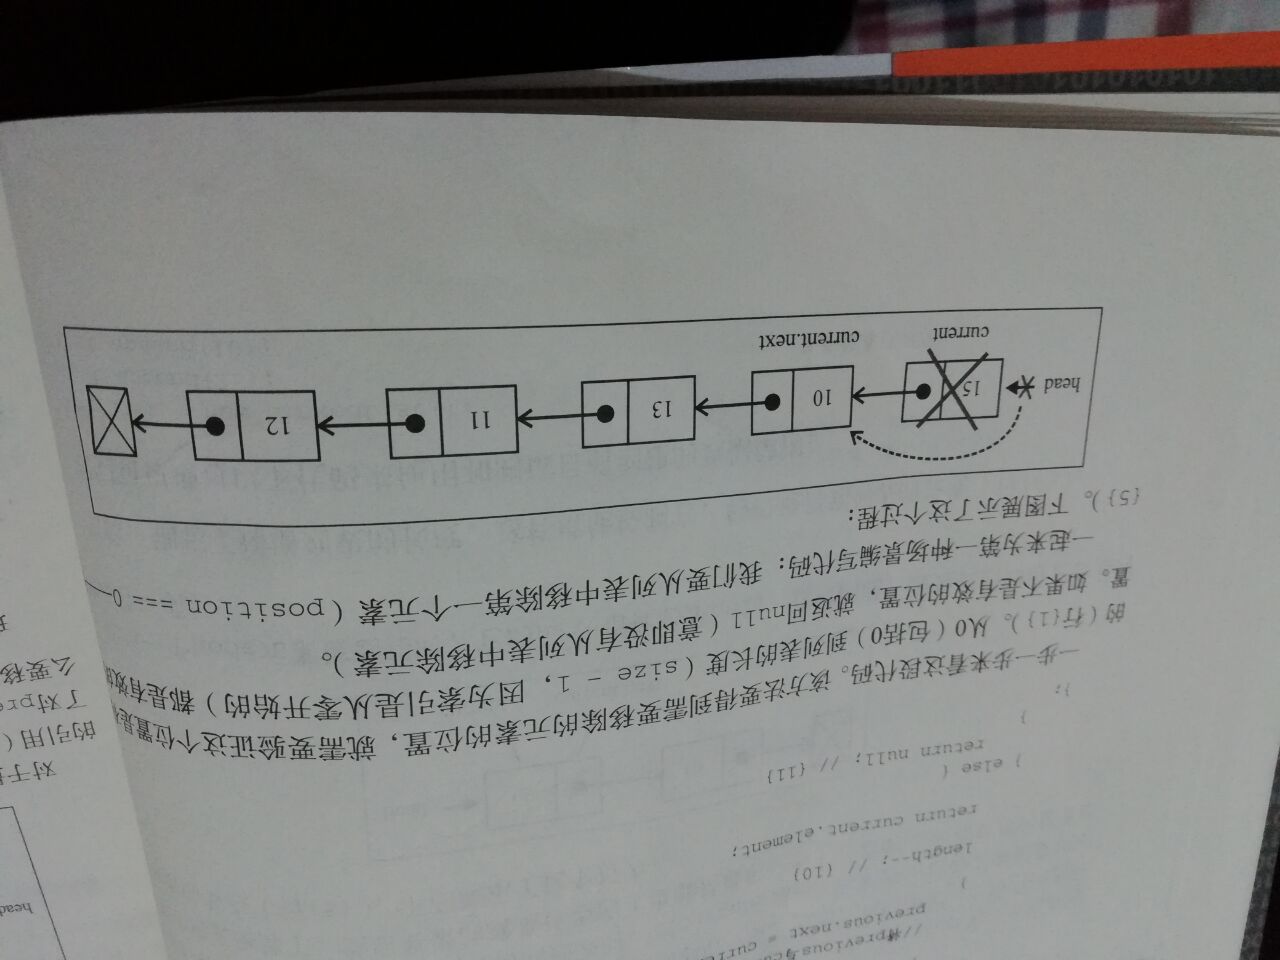 //将previous与cu
previous.next = curr
}
length--; // {10}
return current.element;
} else {
return null; // {11}
}
};
一步一步来看这段代码。该方法要得到需要移除的元素的位置，就需要验证这个位置是
的（行{1}）。从0（包括0）到列表的长度（size - 1，因为索引是从零开始的）都是有效的
置。如果不是有效的位置，就返回null（意即没有从列表中移除元素）。
一起来为第一种场景编写代码：我们要从列表中移除第一个元素（position === 0
{5}）。下图展示了这个过程：
head 15 10 13 11 12
current current.next
head
对于
的引用（
了对pre
么要移